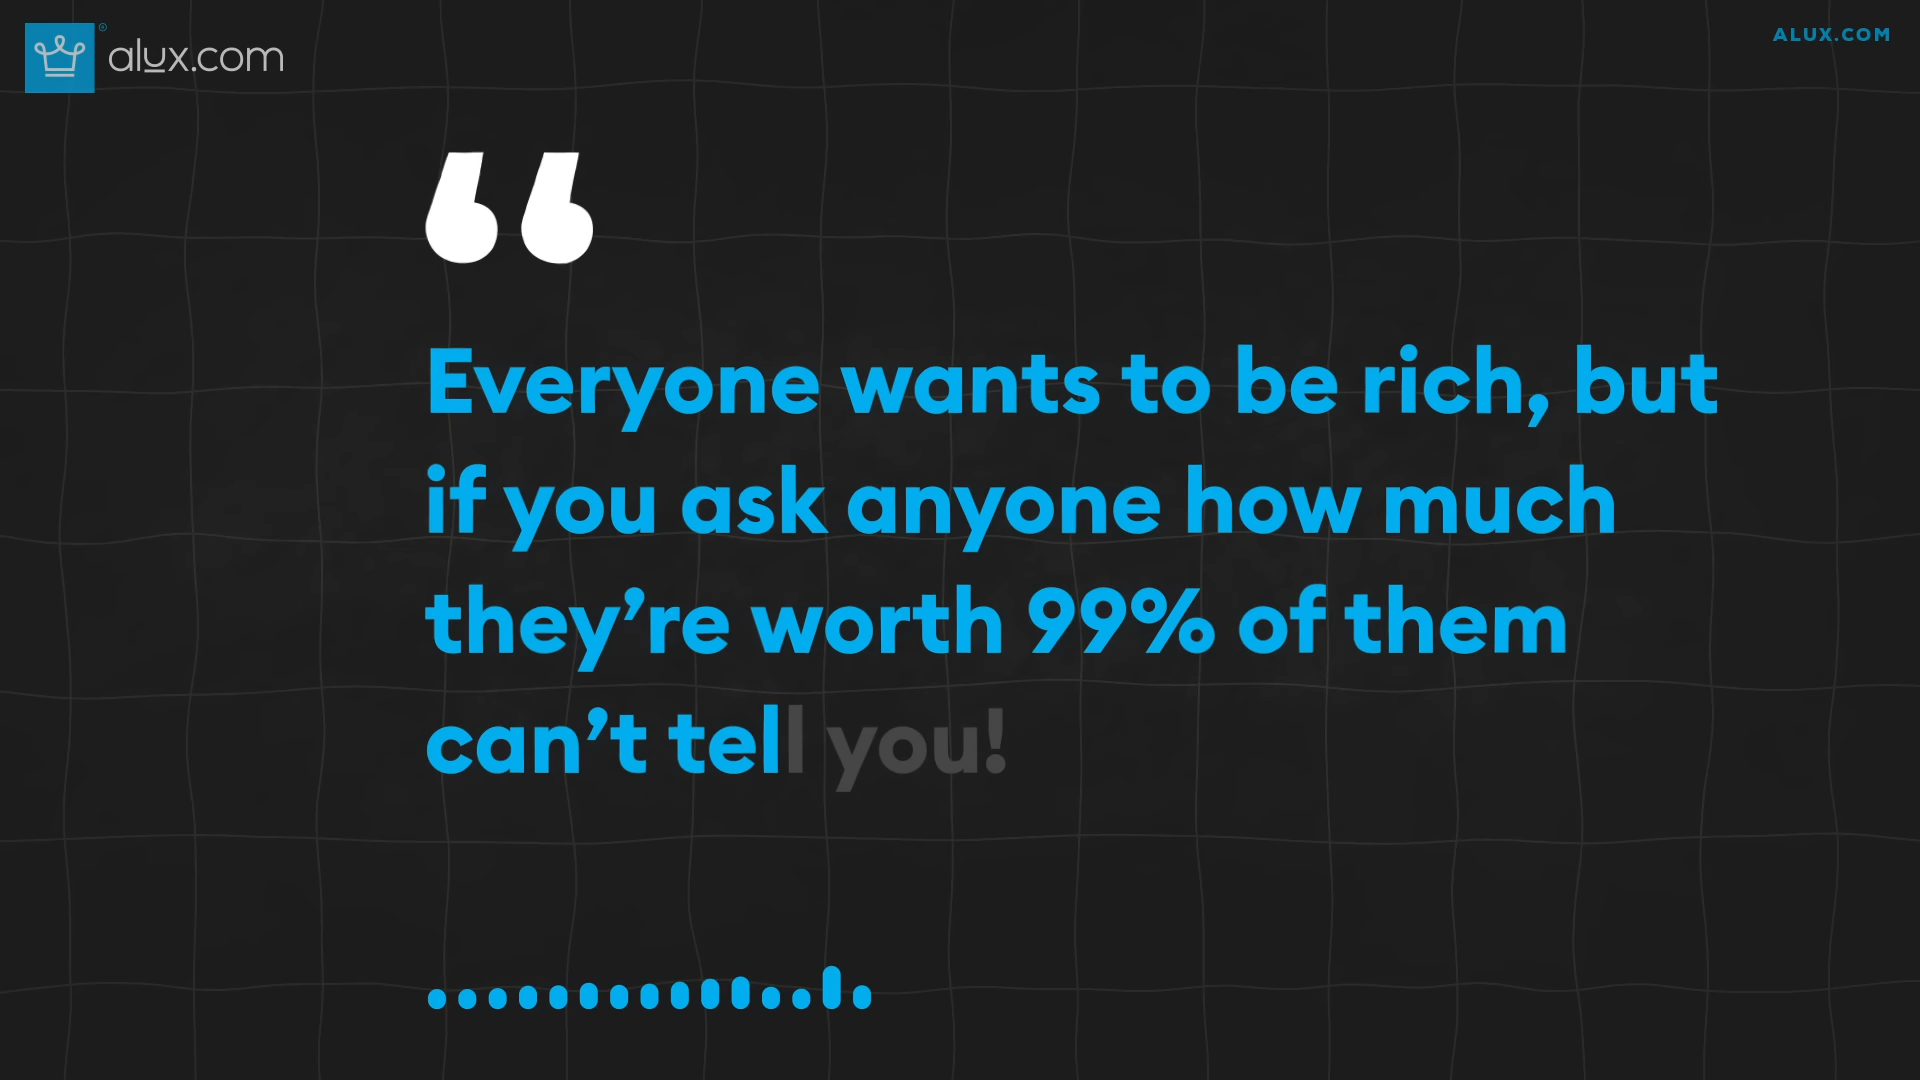 alux.com
ALUX.COM
“
Everyone wants to be rich, but
if you ask anyone how much
they’re worth 99% of them
can’t tell you!